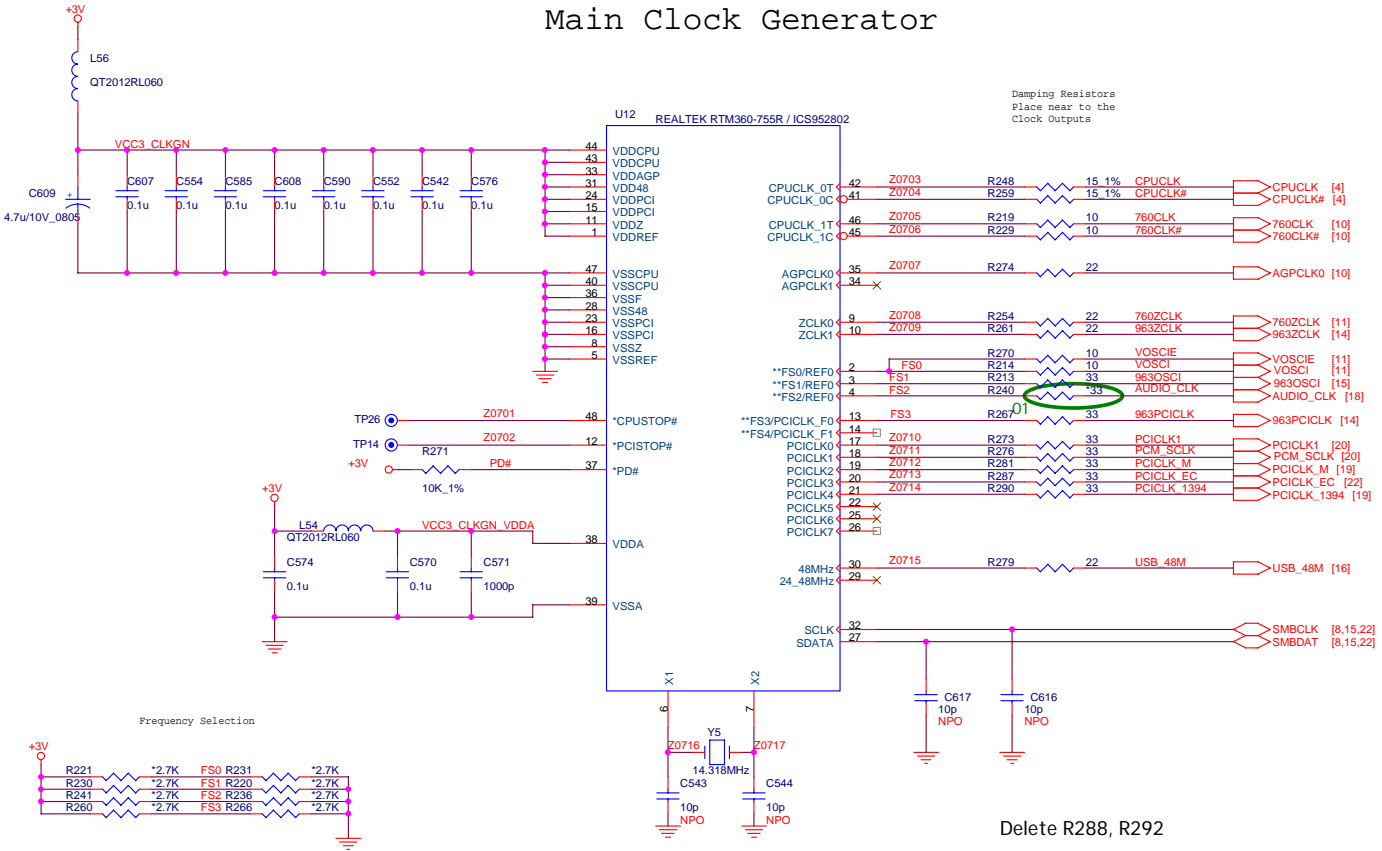 Main Clock Generator
+3V
L56
QT2012RL060
Damping Resistors
Place near to the
Clock Outputs
U12
REALTEK RTM360-755R / ICS952802
VCC3_CLKGN
C609
+
4.7u/10V_0805
C607
0.1u
C554
0.1u
C585
0.1u
C608
0.1u
C590
0.1u
C552
0.1u
C542
0.1u
C576
0.1u
44 VDDCPU
43 VDDCPU
33 VDDAGP
31 VDD48
24 VDDPCI
15 VDDPCI
11 VDDZ
1 VDDREF
47 VSSCPU
40 VSSCPU
36 VSSF
28 VSS48
23 VSSPCI
16 VSSPCI
8 VSSZ
5 VSSREF
TP26 Z0701 48 *CPUSTOP#
TP14 Z0702 12 *PCISTOP#
+3V R271 PD# 37 *PD#
10K_1%
+3V
L54
QT2012RL060
VCC3_CLKGN_VDDA
38 VDDA
C574
0.1u
C570
0.1u
C571
1000p
39 VSSA
CPUCLK_0T 42 Z0703 R248 15_1% CPUCLK CPUCLK [4]
CPUCLK_0C 41 Z0704 R259 15_1% CPUCLK# CPUCLK# [4]
CPUCLK_1T 46 Z0705 R219 10 760CLK 760CLK [10]
CPUCLK_1C 45 Z0706 R229 10 760CLK# 760CLK# [10]
AGPCLK0 35 Z0707 R274 22 AGPCLK0 [10]
AGPCLK1 34
ZCLK0 9 Z0708 R254 22 760ZCLK 760ZCLK [11]
ZCLK1 10 Z0709 R261 22 963ZCLK 963ZCLK [14]
R270 10 VOSCIE VOSCIE [11]
**FS0/REF0 2 FS0 R214 10 VOSCI VOSCI [11]
**FS1/REF0 3 FS1 R213 33 963OSCI 963OSCI [15]
**FS2/REF0 4 FS2 R240 *33 AUDIO_CLK AUDIO_CLK [18]
01
**FS3/PCICLK_F0 13 FS3 R267 33 963PCICLK 963PCICLK [14]
**FS4/PCICLK_F1 14
PCICLK0 17 Z0710 R273 33 PCICLK1 PCICLK1 [20]
PCICLK1 18 Z0711 R276 33 PCM_SCLK PCM_SCLK [20]
PCICLK2 19 Z0712 R281 33 PCICLK_M PCICLK_M [19]
PCICLK3 20 Z0713 R287 33 PCICLK_EC PCICLK_EC [22]
PCICLK4 21 Z0714 R290 33 PCICLK_1394 PCICLK_1394 [19]
PCICLK5 22
PCICLK6 25
PCICLK7 26
48MHz 30 Z0715 R279 22 USB_48M USB_48M [16]
24_48MHz 29
SCLK 32 SMBCLK [8,15,22]
SDATA 27 SMBDAT [8,15,22]
C617
10p
NPO
C616
10p
NPO
X1
X2
6
7
Y5
Z0716
Z0717
14.318MHz
C543
10p
NPO
C544
10p
NPO
Frequency Selection
+3V
R221 *2.7K FS0 R231 *2.7K
R230 *2.7K FS1 R220 *2.7K
R241 *2.7K FS2 R236 *2.7K
R260 *2.7K FS3 R266 *2.7K
Delete R288, R292